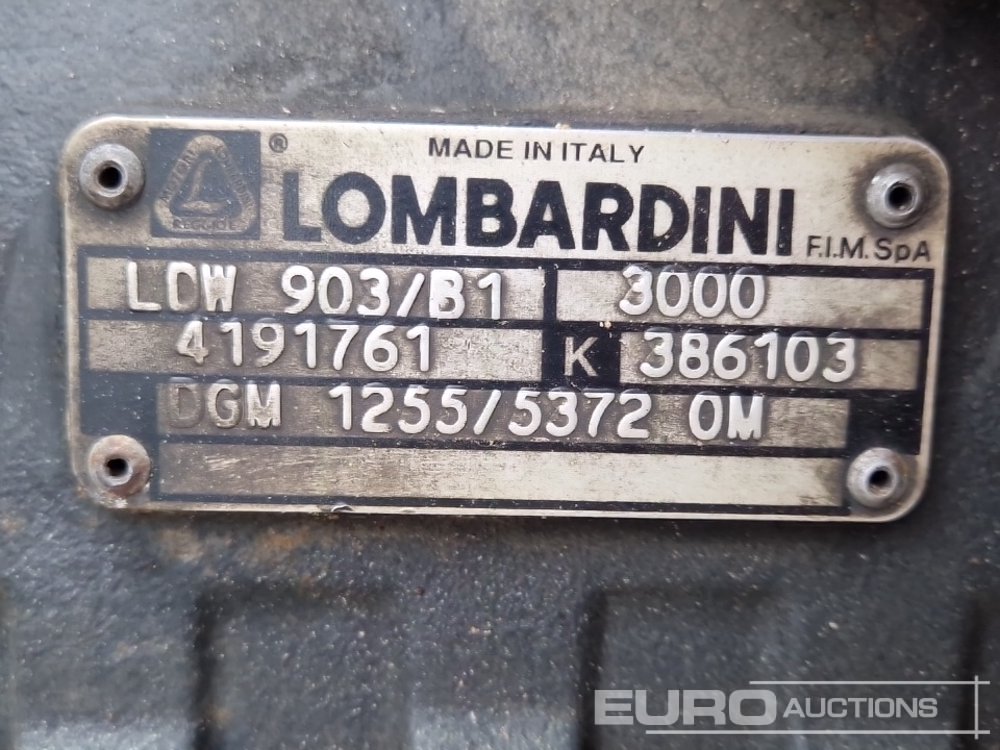 MADE IN ITALY
® LOMBARDINI F.I.M. SpA
LDW 903/B1 3000
4191761 K 386103
DGM 1255/5372 OM
EURO AUCTIONS